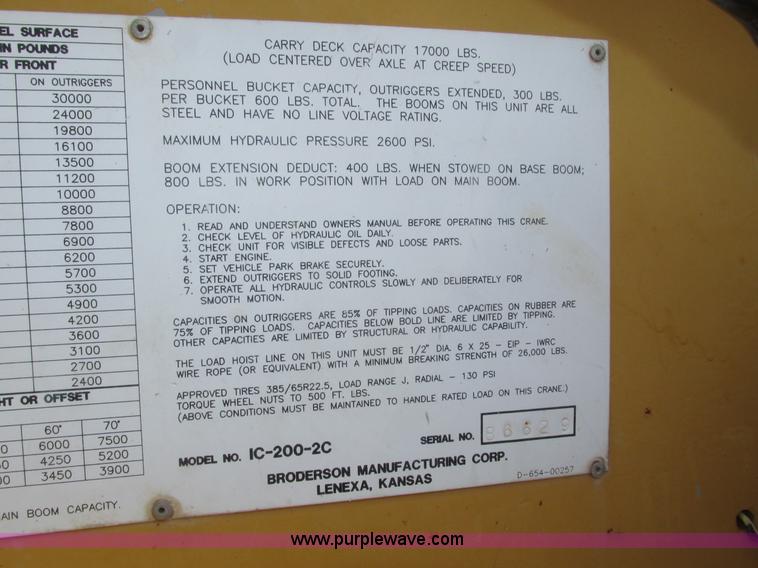 EL SURFACE
IN POUNDS
R FRONT
ON OUTRIGGERS
30000
24000
19800
16100
13500
11200
10000
8800
7800
6900
6200
5700
5300
4900
4200
3600
3100
2700
2400
HT OR OFFSET
60° 70°
0 6000 7500
50 4250 5200
00 3450 3900
AIN BOOM CAPACITY.
CARRY DECK CAPACITY 17000 LBS.
(LOAD CENTERED OVER AXLE AT CREEP SPEED)
PERSONNEL BUCKET CAPACITY, OUTRIGGERS EXTENDED, 300 LBS.
PER BUCKET 600 LBS. TOTAL. THE BOOMS ON THIS UNIT ARE ALL
STEEL AND HAVE NO LINE VOLTAGE RATING.
MAXIMUM HYDRAULIC PRESSURE 2600 PSI.
BOOM EXTENSION DEDUCT: 400 LBS. WHEN STOWED ON BASE BOOM;
800 LBS. IN WORK POSITION WITH LOAD ON MAIN BOOM.
OPERATION:
1. READ AND UNDERSTAND OWNERS MANUAL BEFORE OPERATING THIS CRANE.
2. CHECK LEVEL OF HYDRAULIC OIL DAILY.
3. CHECK UNIT FOR VISIBLE DEFECTS AND LOOSE PARTS.
4. START ENGINE.
5. SET VEHICLE PARK BRAKE SECURELY.
6. EXTEND OUTRIGGERS TO SOLID FOOTING.
7. OPERATE ALL HYDRAULIC CONTROLS SLOWLY AND DELIBERATELY FOR
SMOOTH MOTION.
CAPACITIES ON OUTRIGGERS ARE 85% OF TIPPING LOADS. CAPACITIES ON RUBBER ARE
75% OF TIPPING LOADS. CAPACITIES BELOW BOLD LINE ARE LIMITED BY TIPPING.
OTHER CAPACITIES ARE LIMITED BY STRUCTURAL OR HYDRAULIC CAPABILITY.
THE LOAD HOIST LINE ON THIS UNIT MUST BE 1/2" DIA. 6 X 25 - EIP - IWRC
WIRE ROPE (OR EQUIVALENT) WITH A MINIMUM BREAKING STRENGTH OF 26,000 LBS.
APPROVED TIRES 385/65R22.5, LOAD RANGE J, RADIAL - 130 PSI
TORQUE WHEEL NUTS TO 500 FT. LBS.
(ABOVE CONDITIONS MUST BE MAINTAINED TO HANDLE RATED LOAD ON THIS CRANE.)
MODEL NO. IC-200-2C SERIAL NO.
BRODERSON MANUFACTURING CORP.
LENEXA, KANSAS
D-654-00257
www.purplewave.com